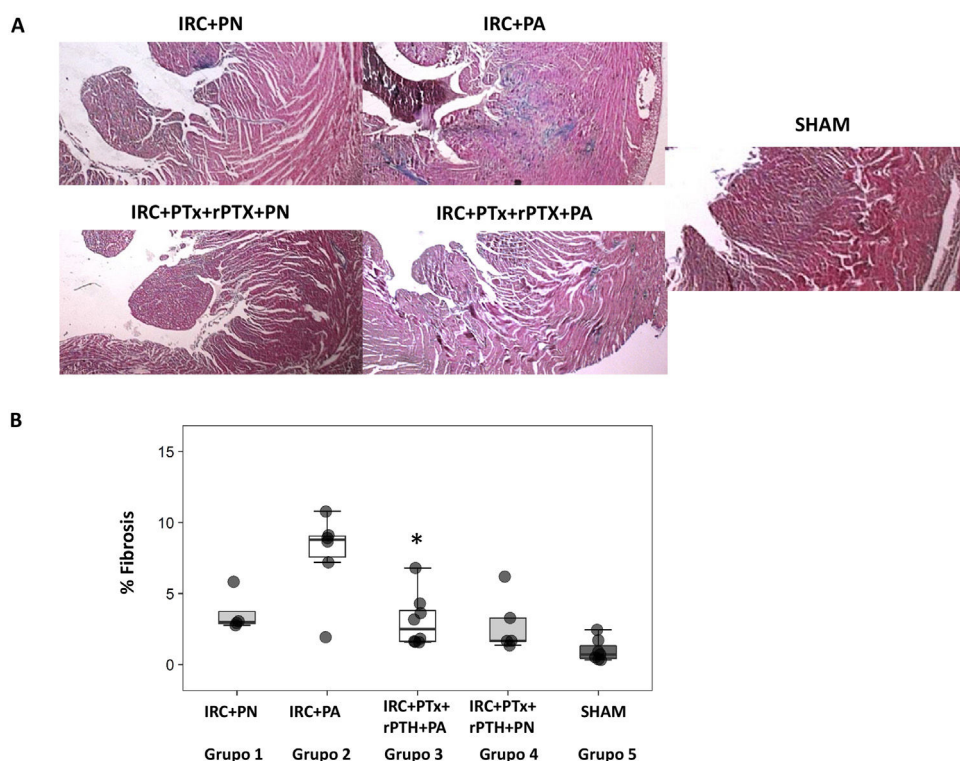 A
IRC+PN
IRC+PA
SHAM
IRC+PTx+rPTX+PN
IRC+PTx+rPTX+PA
B
% Fibrosis
15
10
5
0
*
IRC+PN
IRC+PA
IRC+PTx+
rPTH+PA
IRC+PTx+
rPTH+PN
SHAM
Grupo 1
Grupo 2
Grupo 3
Grupo 4
Grupo 5